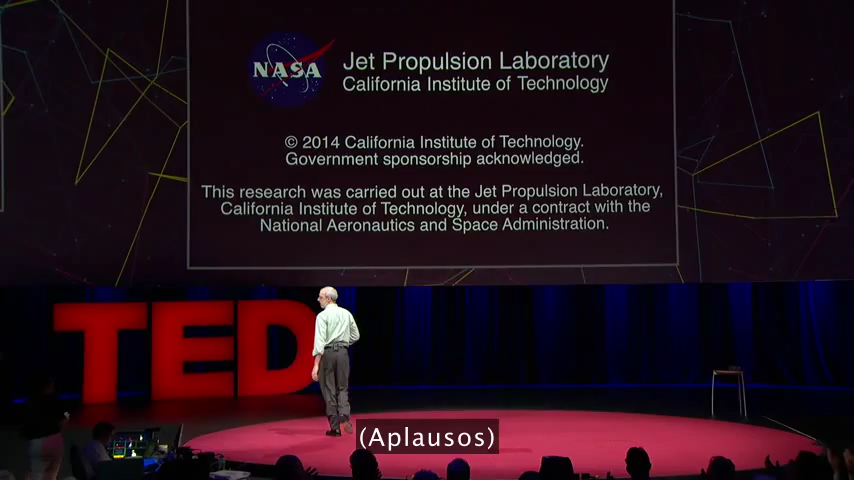 NASA
Jet Propulsion Laboratory
California Institute of Technology
© 2014 California Institute of Technology.
Government sponsorship acknowledged.
This research was carried out at the Jet Propulsion Laboratory,
California Institute of Technology, under a contract with the
National Aeronautics and Space Administration.
TED
(Aplausos)